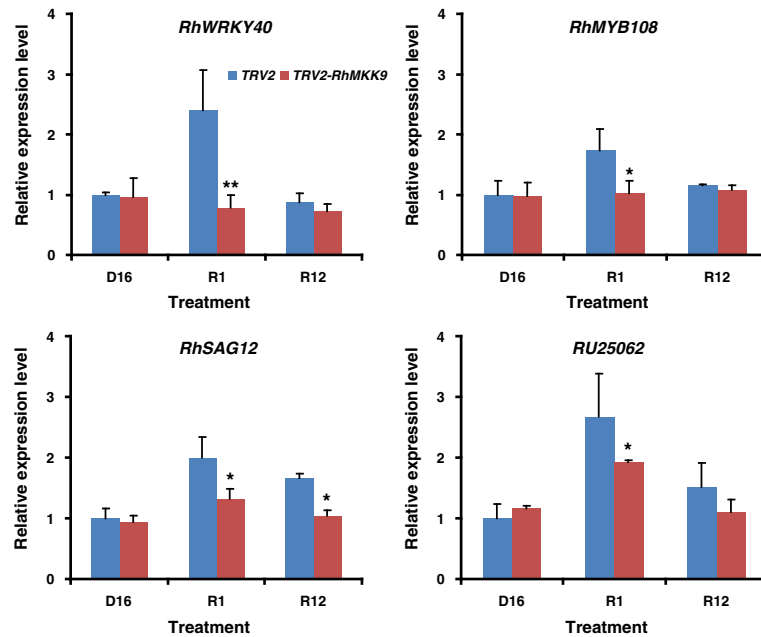 RhWRKY40
Relative expression level
4
3
2
1
0
TRV2 TRV2-RhMKK9
**
D16 R1 R12
Treatment
RhMYB108
Relative expression level
4
3
2
1
0
*
D16 R1 R12
Treatment
RhSAG12
Relative expression level
4
3
2
1
0
* *
D16 R1 R12
Treatment
RU25062
Relative expression level
4
3
2
1
0
*
D16 R1 R12
Treatment